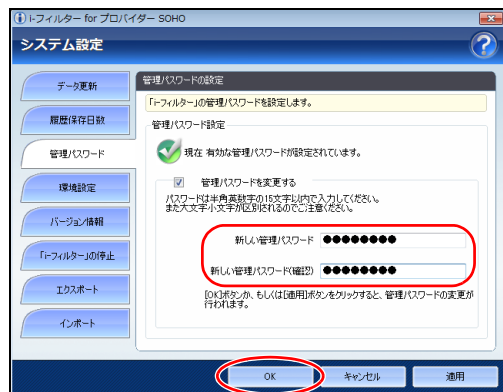 i-フィルター for プロバイダー SOHO
システム設定
?
データ更新
履歴保存日数
管理パスワード
環境設定
バージョン情報
「i-フィルター」の停止
エクスポート
インポート
管理パスワードの設定
「i-フィルター」の管理パスワードを設定します。
管理パスワード設定
現在 有効な管理パスワードが設定されています。
管理パスワードを変更する
パスワードは半角英数字の15文字以内で入力してください。
また大文字小文字が区別されるのでご注意ください。
新しい管理パスワード ●●●●●●●●
新しい管理パスワード(確認) ●●●●●●●●
[OK]ボタンか、もしくは[適用]ボタンをクリックすると、管理パスワードの変更が
行われます。
OK キャンセル 適用